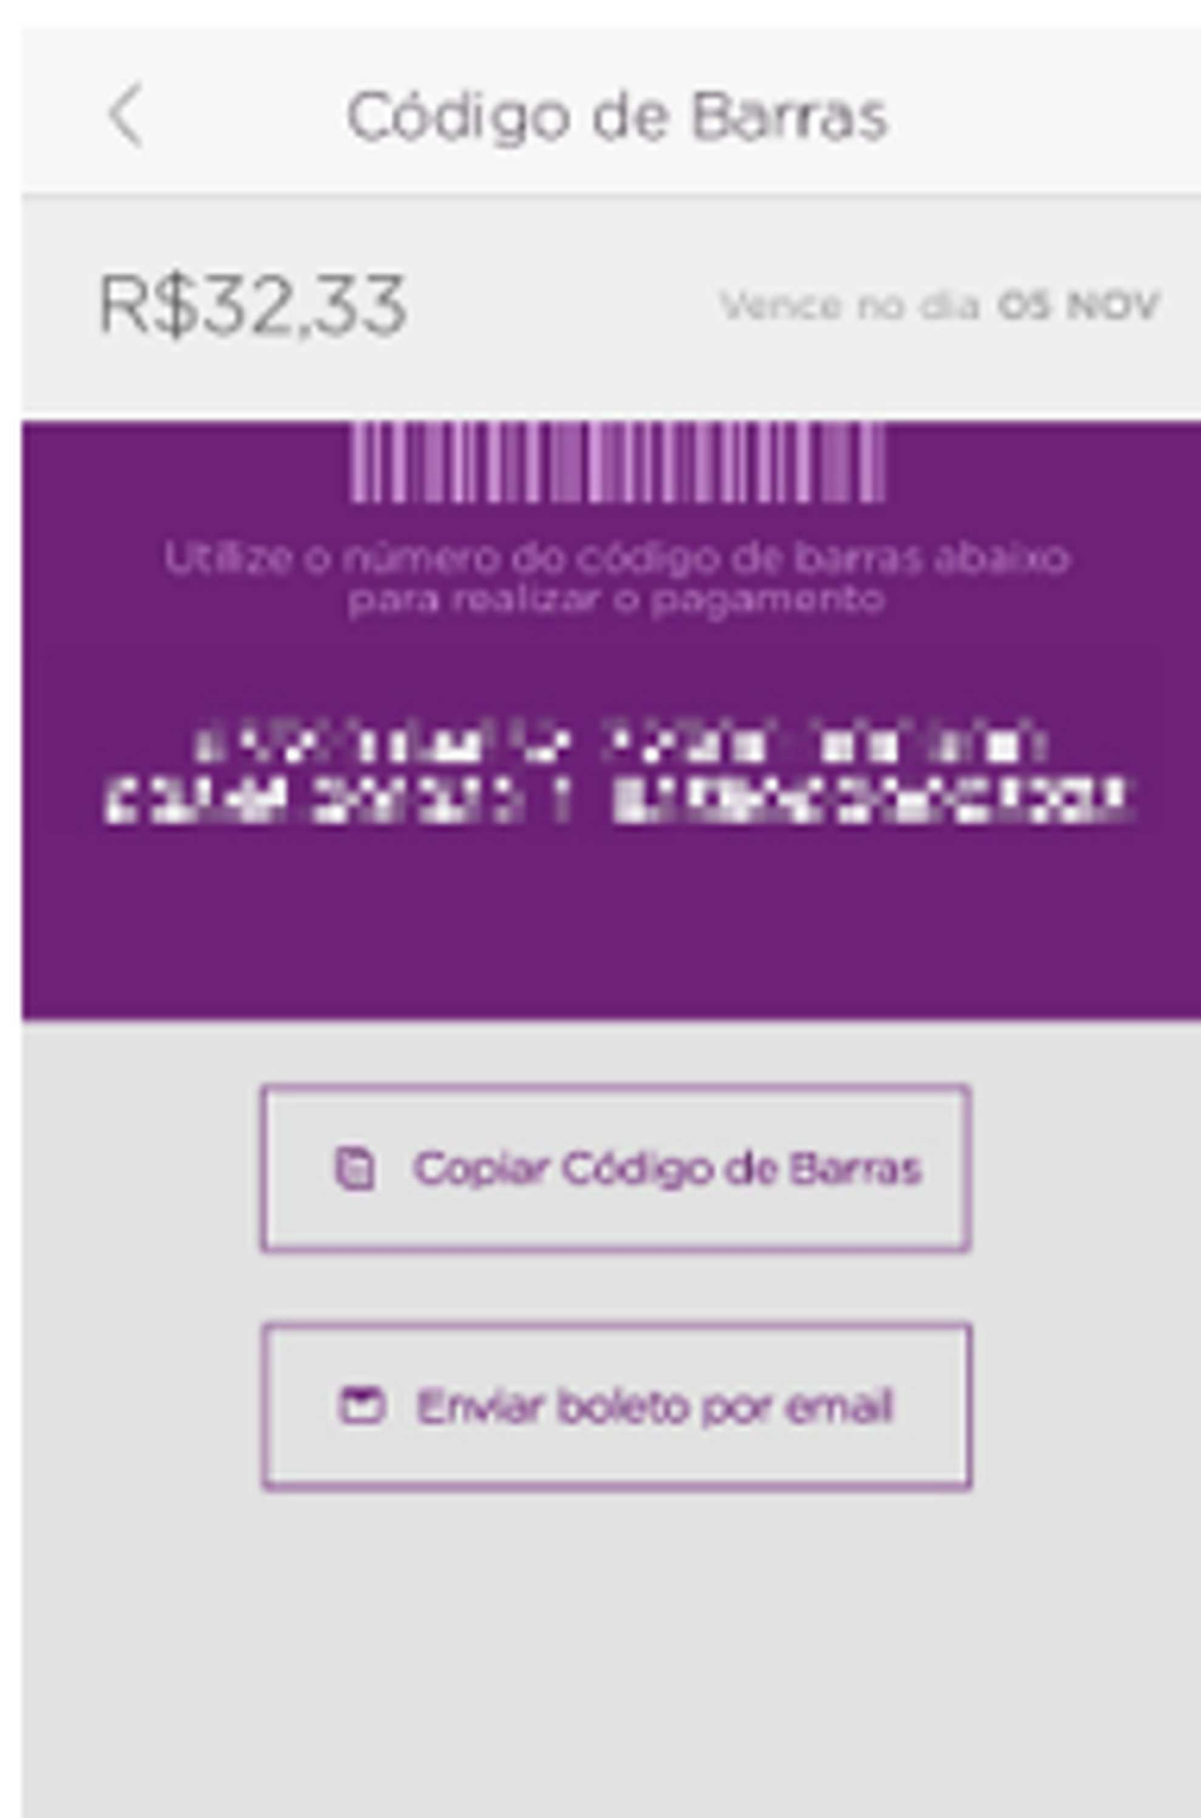 Código de Barras
R$32,33
Vence no dia 05 NOV
Utilize o número do código de barras abaixo
para realizar o pagamento
Copiar Código de Barras
Enviar boleto por email